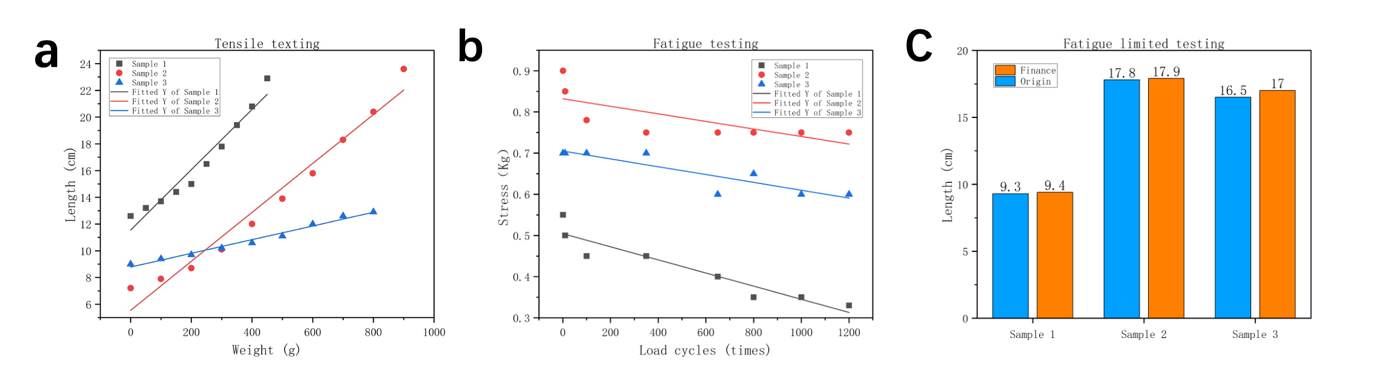 a
Tensile texting
Sample 1
Sample 2
Sample 3
Fitted Y of Sample 1
Fitted Y of Sample 2
Fitted Y of Sample 3
24
22
20
18
16
14
12
10
8
6
Length (cm)
0
200
400
600
800
1000
Weight (g)
b
Fatigue testing
Sample 1
Sample 2
Sample 3
Fitted Y of Sample 1
Fitted Y of Sample 2
Fitted Y of Sample 3
0.9
0.8
0.7
0.6
0.5
0.4
0.3
Stress (Kg)
0
200
400
600
800
1000
1200
Load cycles (times)
C
Fatigue limited testing
Finance
Origin
20
15
10
5
0
Length (cm)
9.3
9.4
17.8
17.9
16.5
17
Sample 1
Sample 2
Sample 3